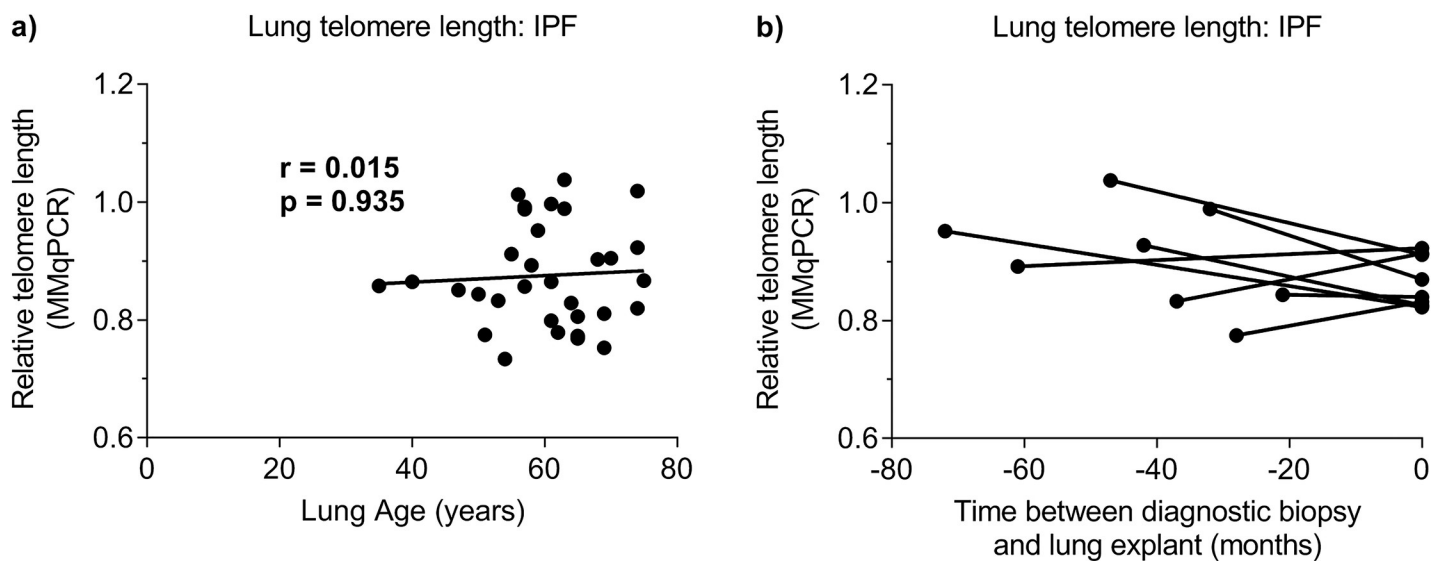 a)
Lung telomere length: IPF
Relative telomere length
(MMqPCR)
1.2
1.0
0.8
0.6
r = 0.015
p = 0.935
0
20
40
60
80
Lung Age (years)
b)
Lung telomere length: IPF
Relative telomere length
(MMqPCR)
1.2
1.0
0.8
0.6
-80
-60
-40
-20
0
Time between diagnostic biopsy
and lung explant (months)